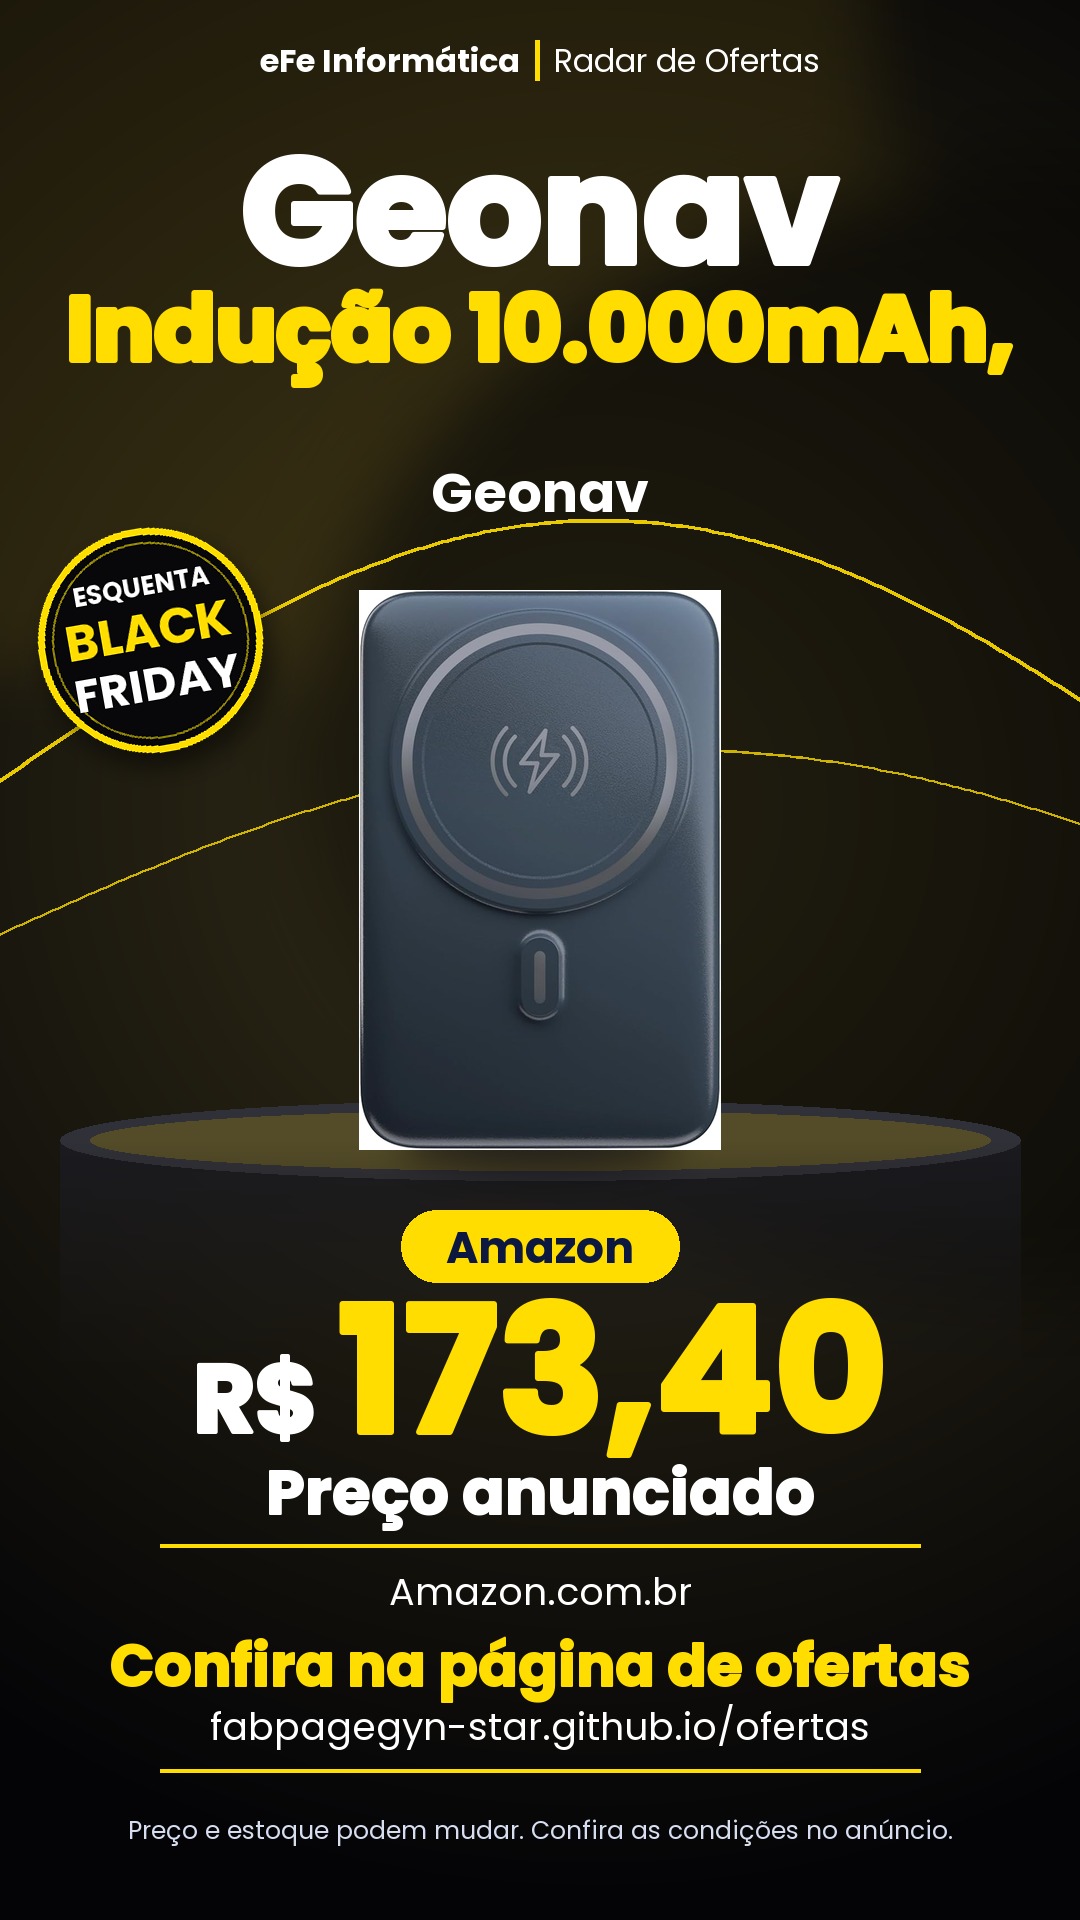 eFe Informática | Radar de Ofertas
Geonav
Indução 10.000mAh,
Geonav
ESQUENTA
BLACK
FRIDAY
Amazon
R$ 173,40
Preço anunciado
Amazon.com.br
Confira na página de ofertas
fabpagegyn-star.github.io/ofertas
Preço e estoque podem mudar. Confira as condições no anúncio.